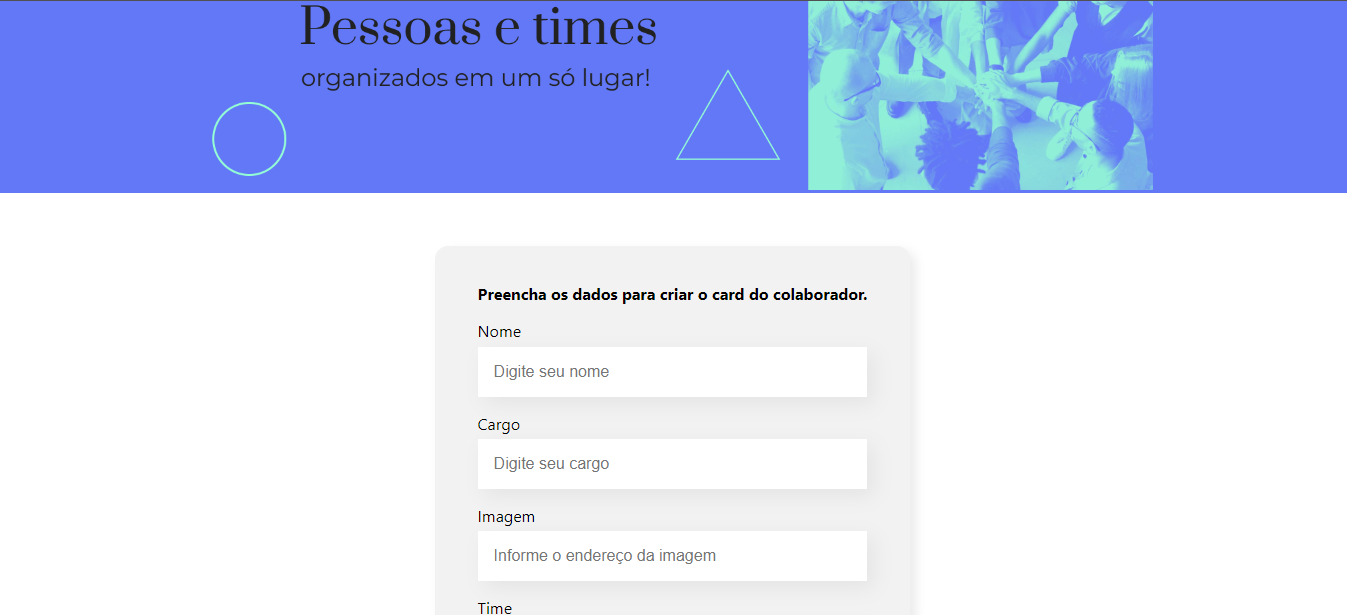 Pessoas e times
organizados em um só lugar!
Preencha os dados para criar o card do colaborador.
Nome
Digite seu nome
Cargo
Digite seu cargo
Imagem
Informe o endereço da imagem
Time